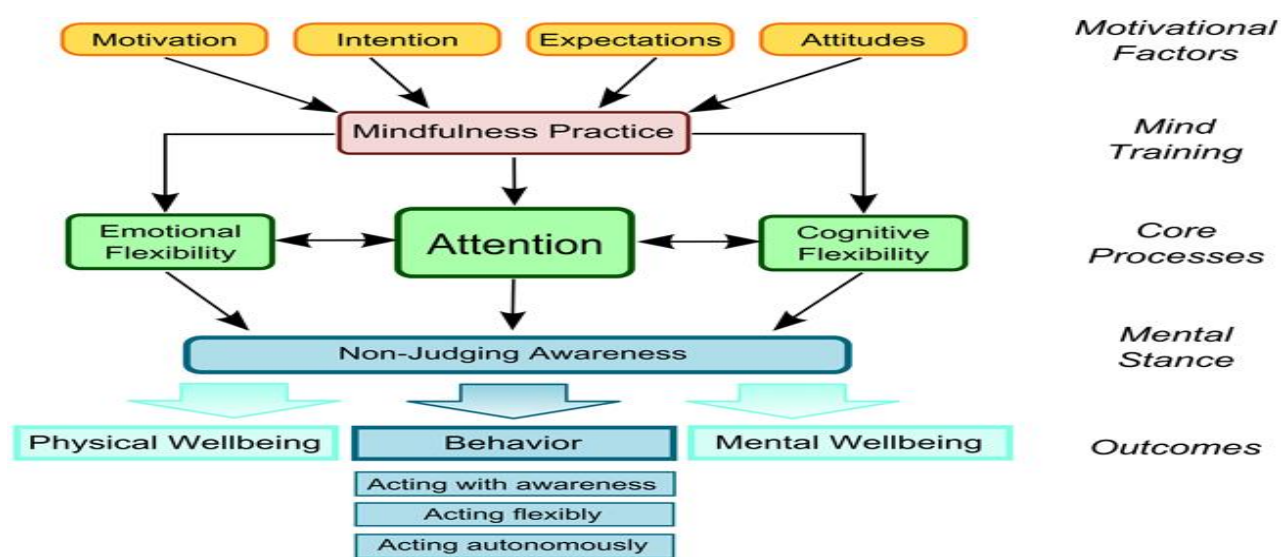 Motivation
Intention
Expectations
Attitudes
Motivational
Factors
Mindfulness Practice
Mind
Training
Emotional
Flexibility
Attention
Cognitive
Flexibility
Core
Processes
Non-Judging Awareness
Mental
Stance
Physical Wellbeing
Behavior
Mental Wellbeing
Outcomes
Acting with awareness
Acting flexibly
Acting autonomously